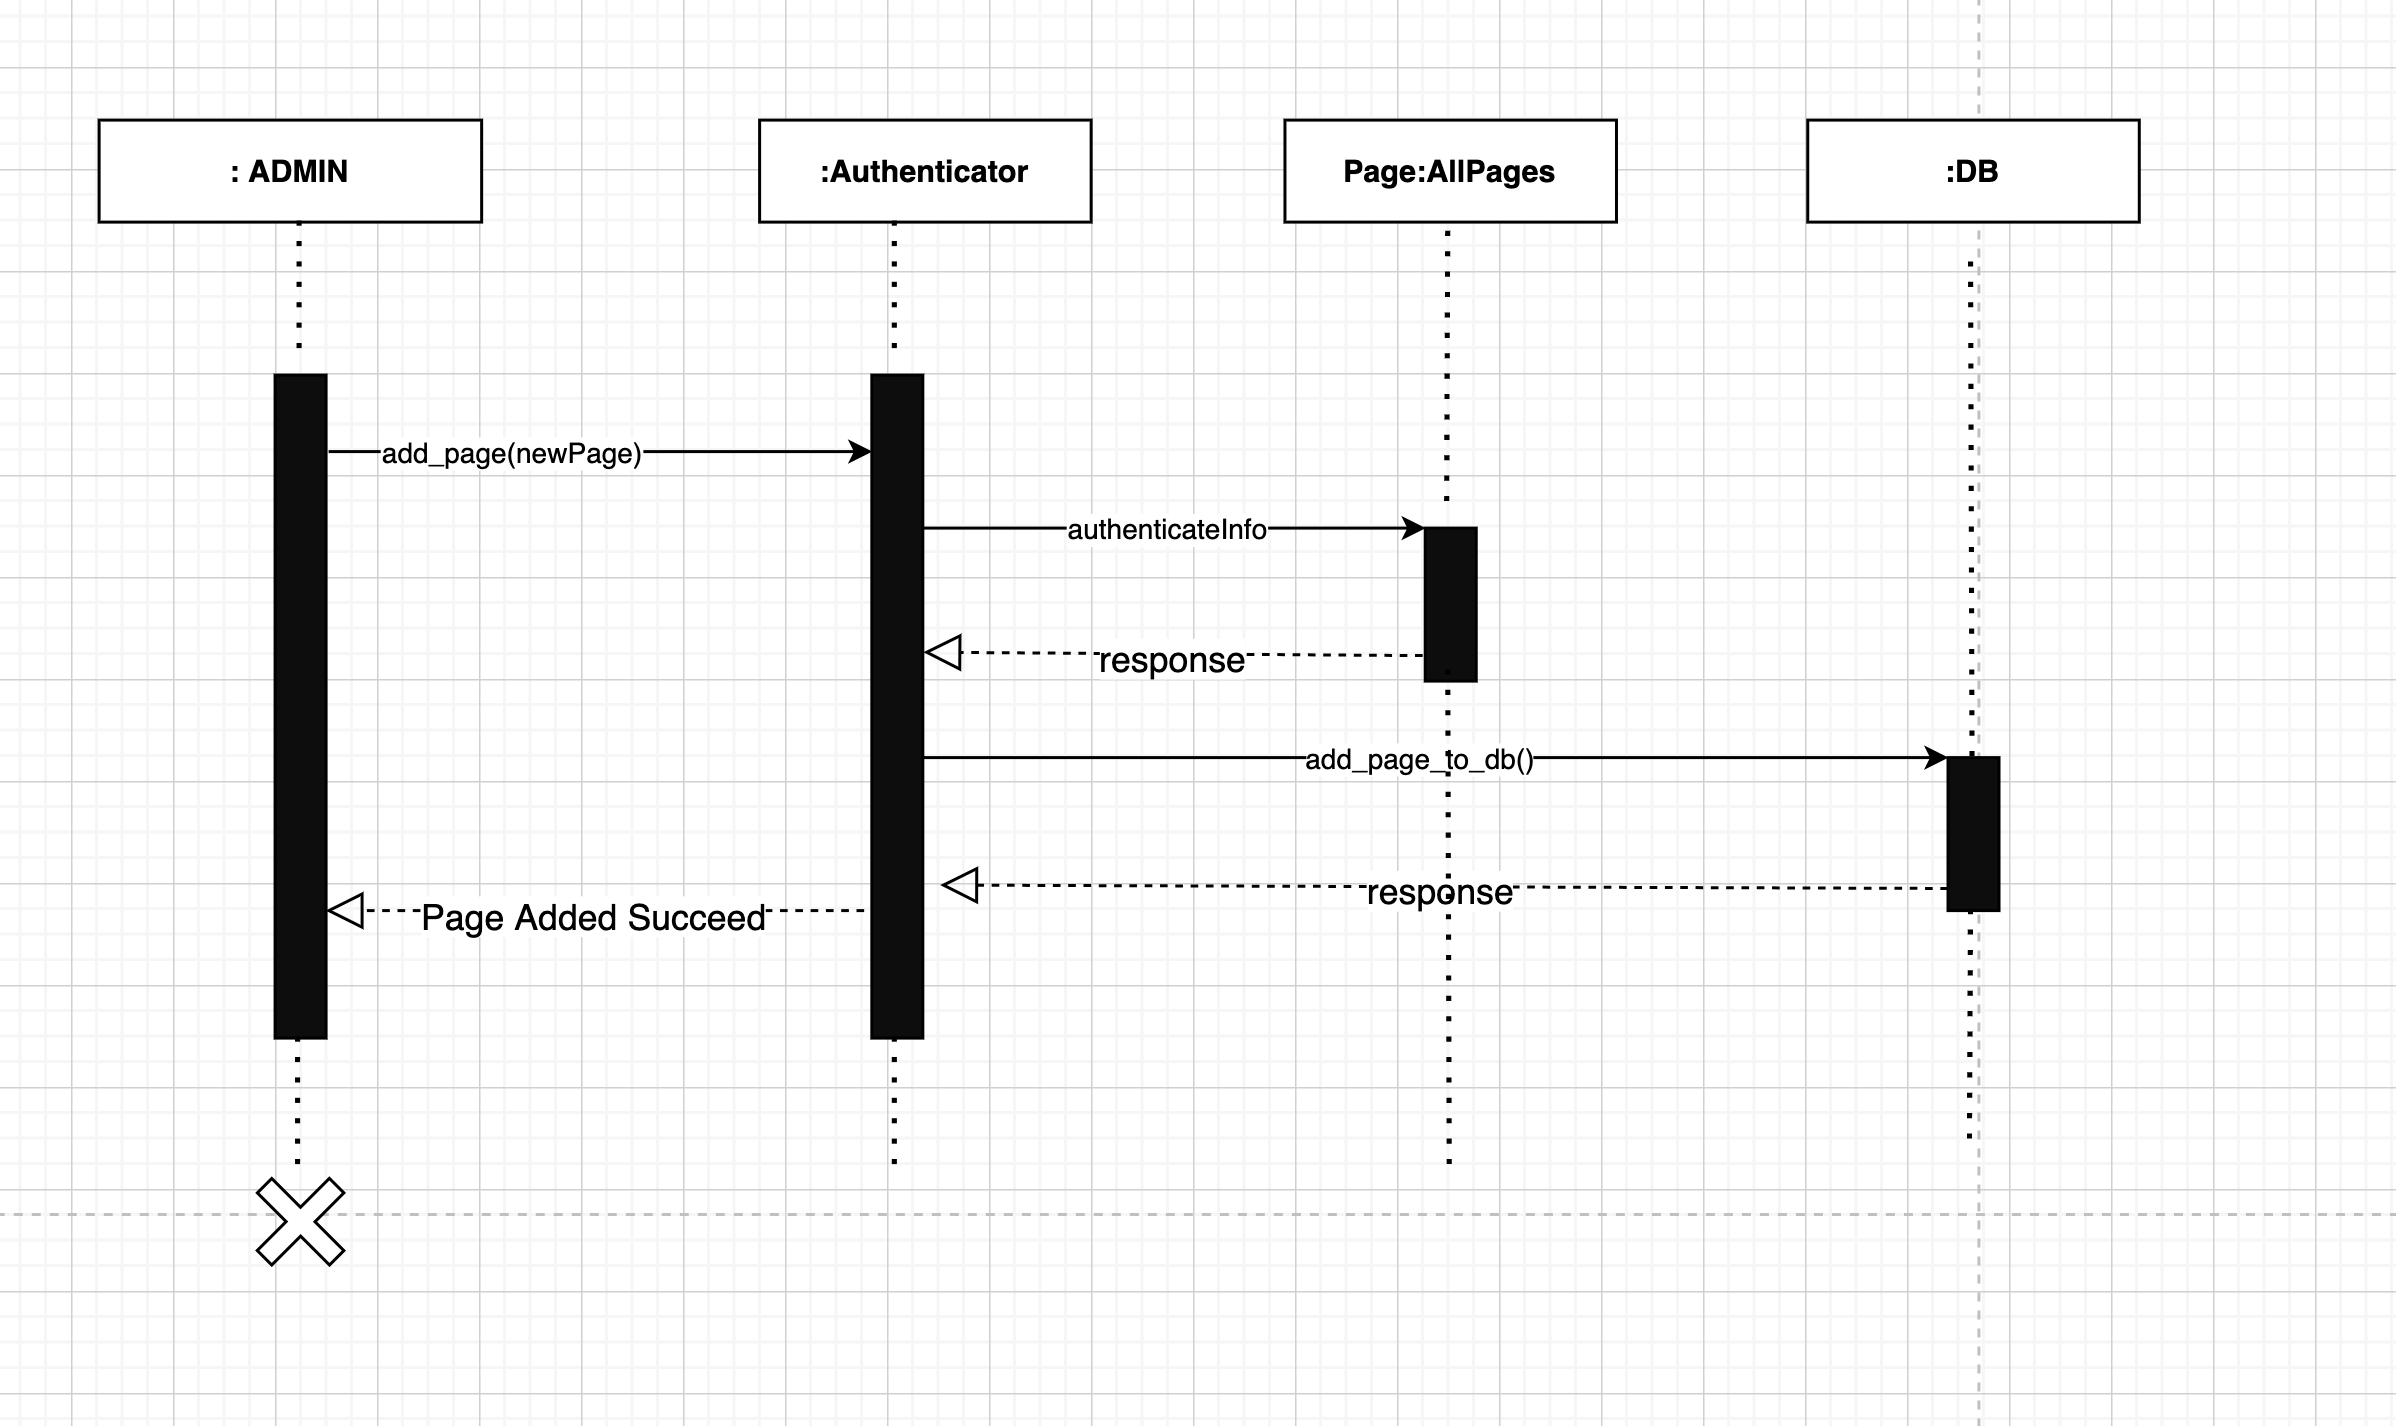 : ADMIN
:Authenticator
Page:AllPages
:DB
add_page(newPage)
authenticateInfo
response
add_page_to_db()
response
Page Added Succeed